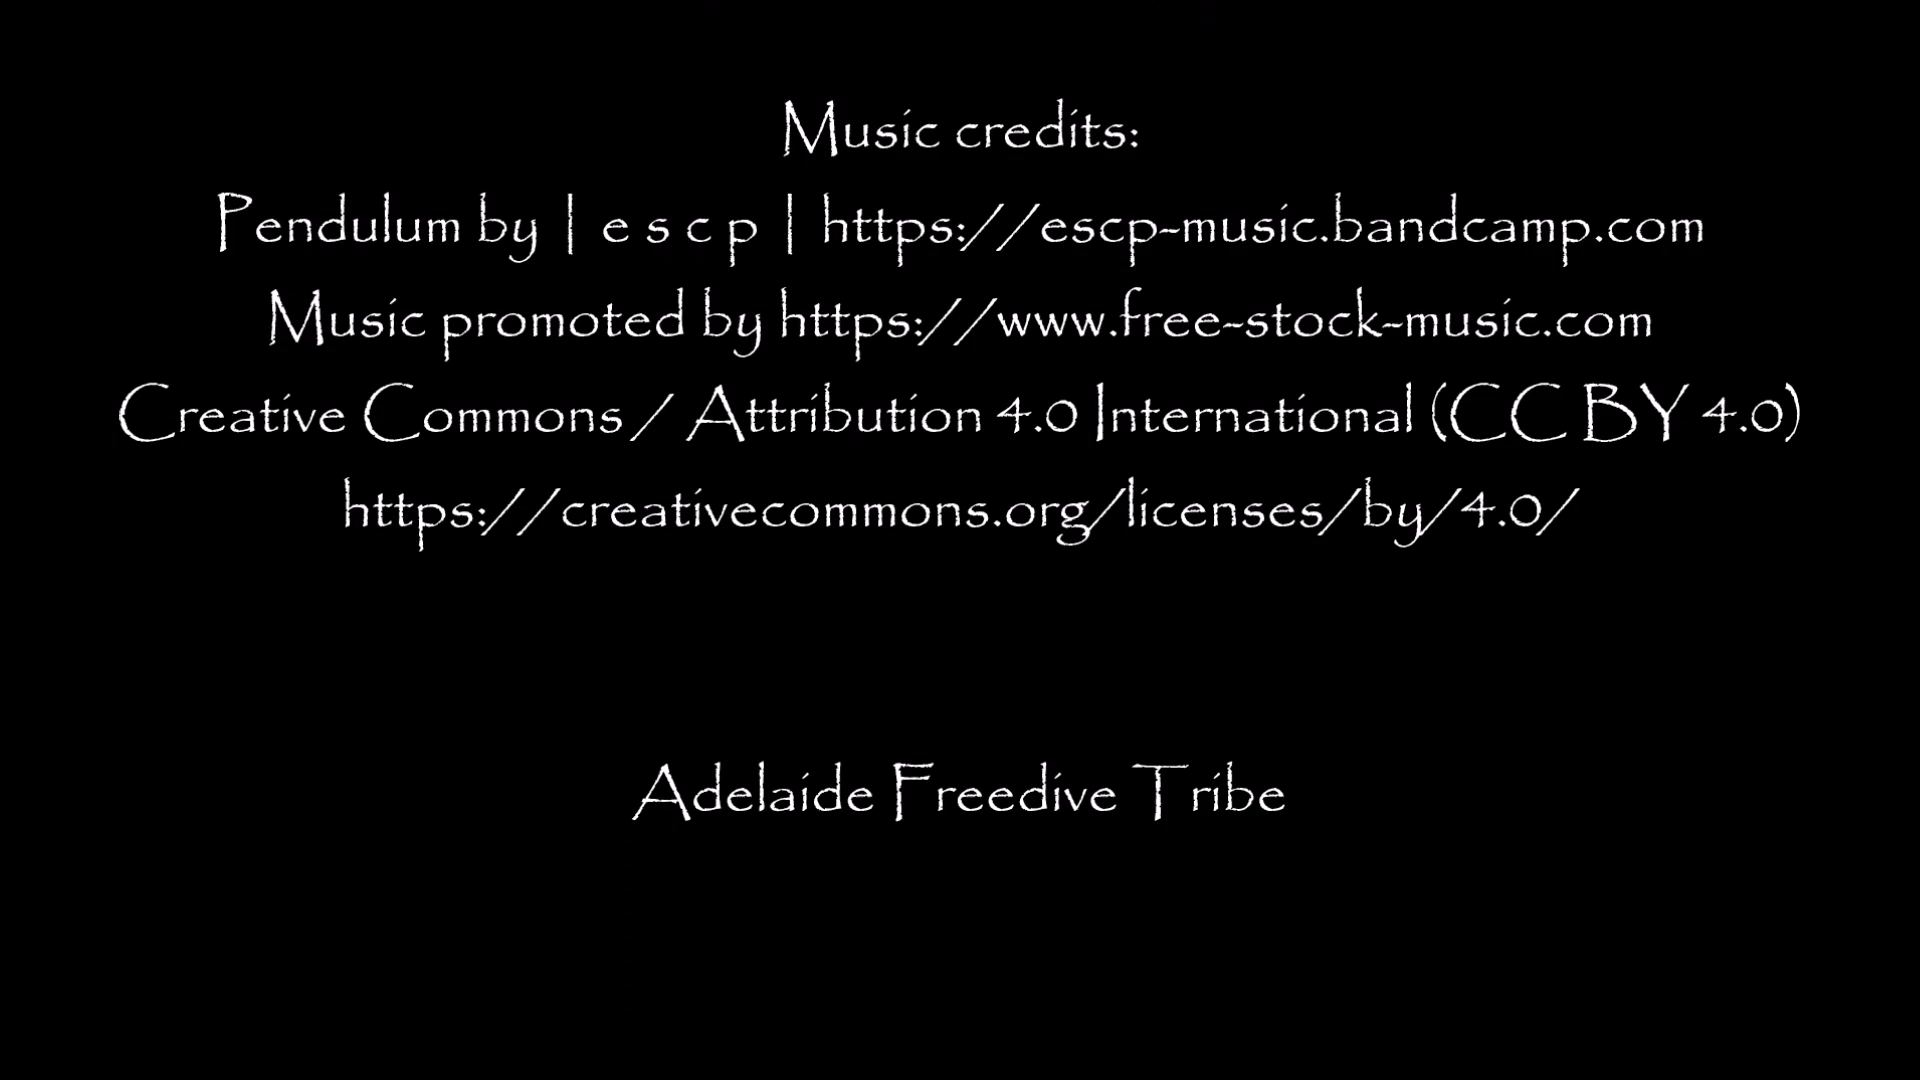 Music credits:
Pendulum by | e s c p | https://escp-music.bandcamp.com
Music promoted by https://www.free-stock-music.com
Creative Commons / Attribution 4.0 International (CC BY 4.0)
https://creativecommons.org/licenses/by/4.0/
Adelaide Freedive Tribe